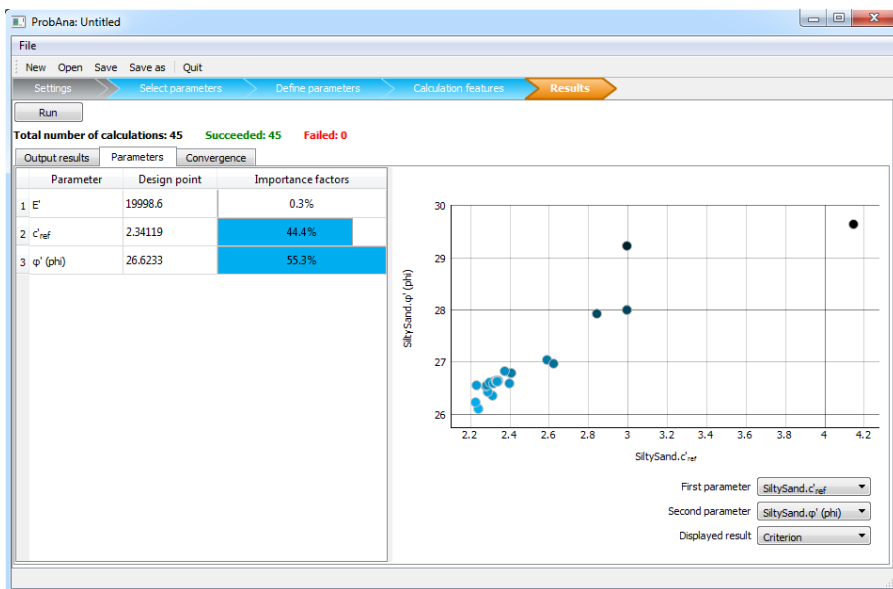 ProbAna: Untitled
File
New Open Save Save as Quit
Settings Select parameters Define parameters Calculation features Results
Run
Total number of calculations: 45 Succeeded: 45 Failed: 0
Output results Parameters Convergence
Parameter Design point Importance factors
1 E' 19998.6 0.3%
2 c'ref 2.34119 44.4%
3 φ' (phi) 26.6233 55.3%
30
29
28
27
26
SiltySand.φ' (phi)
2.2 2.4 2.6 2.8 3 3.2 3.4 3.6 3.8 4 4.2
SiltySand.c'ref
First parameter SiltySand.c'ref
Second parameter SiltySand.φ' (phi)
Displayed result Criterion